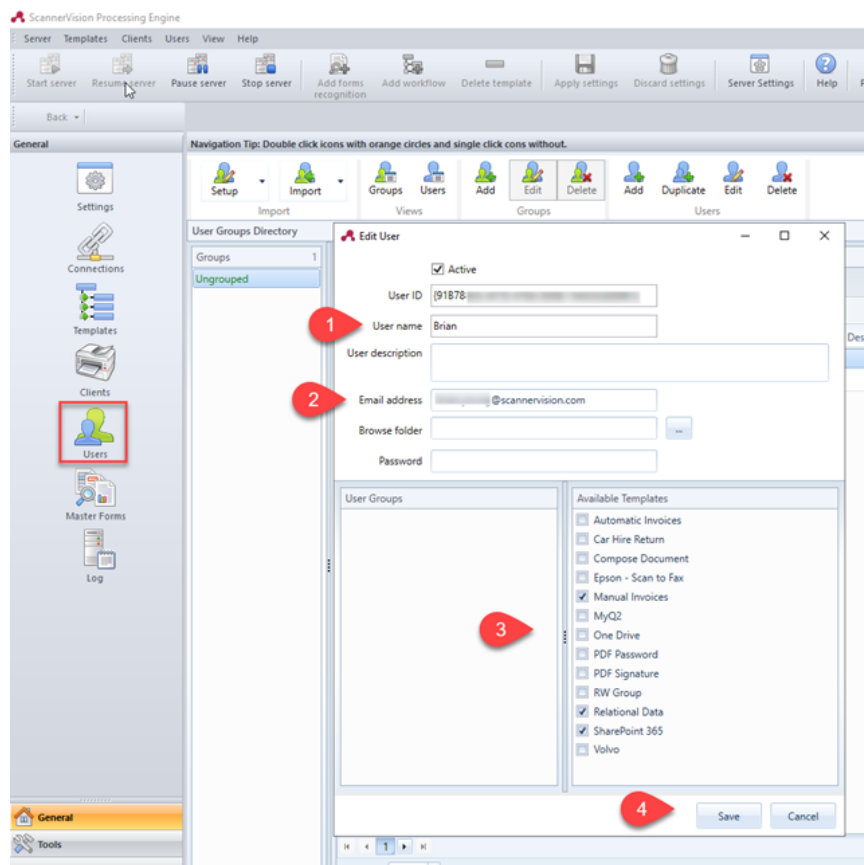 ScannerVision Processing Engine
Server Templates Clients Users View Help
Start server Resume server Pause server Stop server Add forms recognition Add workflow Delete template Apply settings Discard settings Server Settings Help
Back
General
Navigation Tip: Double click icons with orange circles and single click cons without.
Settings
Connections
Templates
Clients
Users
Master Forms
Log
General
Tools
Setup Import Groups Users Add Edit Delete Add Duplicate Edit Delete
Import Views Groups Users
User Groups Directory
Groups 1
Ungrouped
Edit User
Active
User ID {91B78
1 User name Brian
User description
2 Email address @scannervision.com
Browse folder ...
Password
User Groups
Available Templates
Automatic Invoices
Car Hire Return
Compose Document
Epson - Scan to Fax
Manual Invoices
MyQ2
One Drive
3
PDF Password
PDF Signature
RW Group
Relational Data
SharePoint 365
Volvo
4 Save Cancel
1
Des